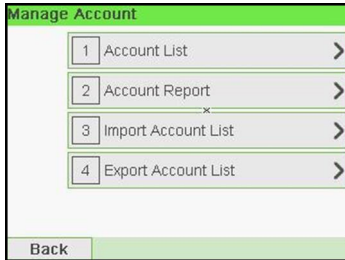 Manage Account
1 Account List
2 Account Report
3 Import Account List
4 Export Account List
Back